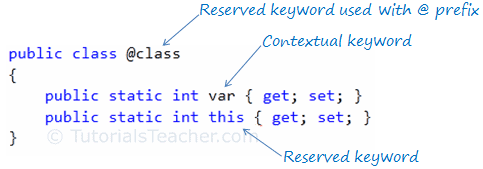 Reserved keyword used with @ prefix
Contextual keyword
public class @class
{
public static int var { get; set; }
public static int this { get; set; }
© TutorialsTeacher.com
}
Reserved keyword